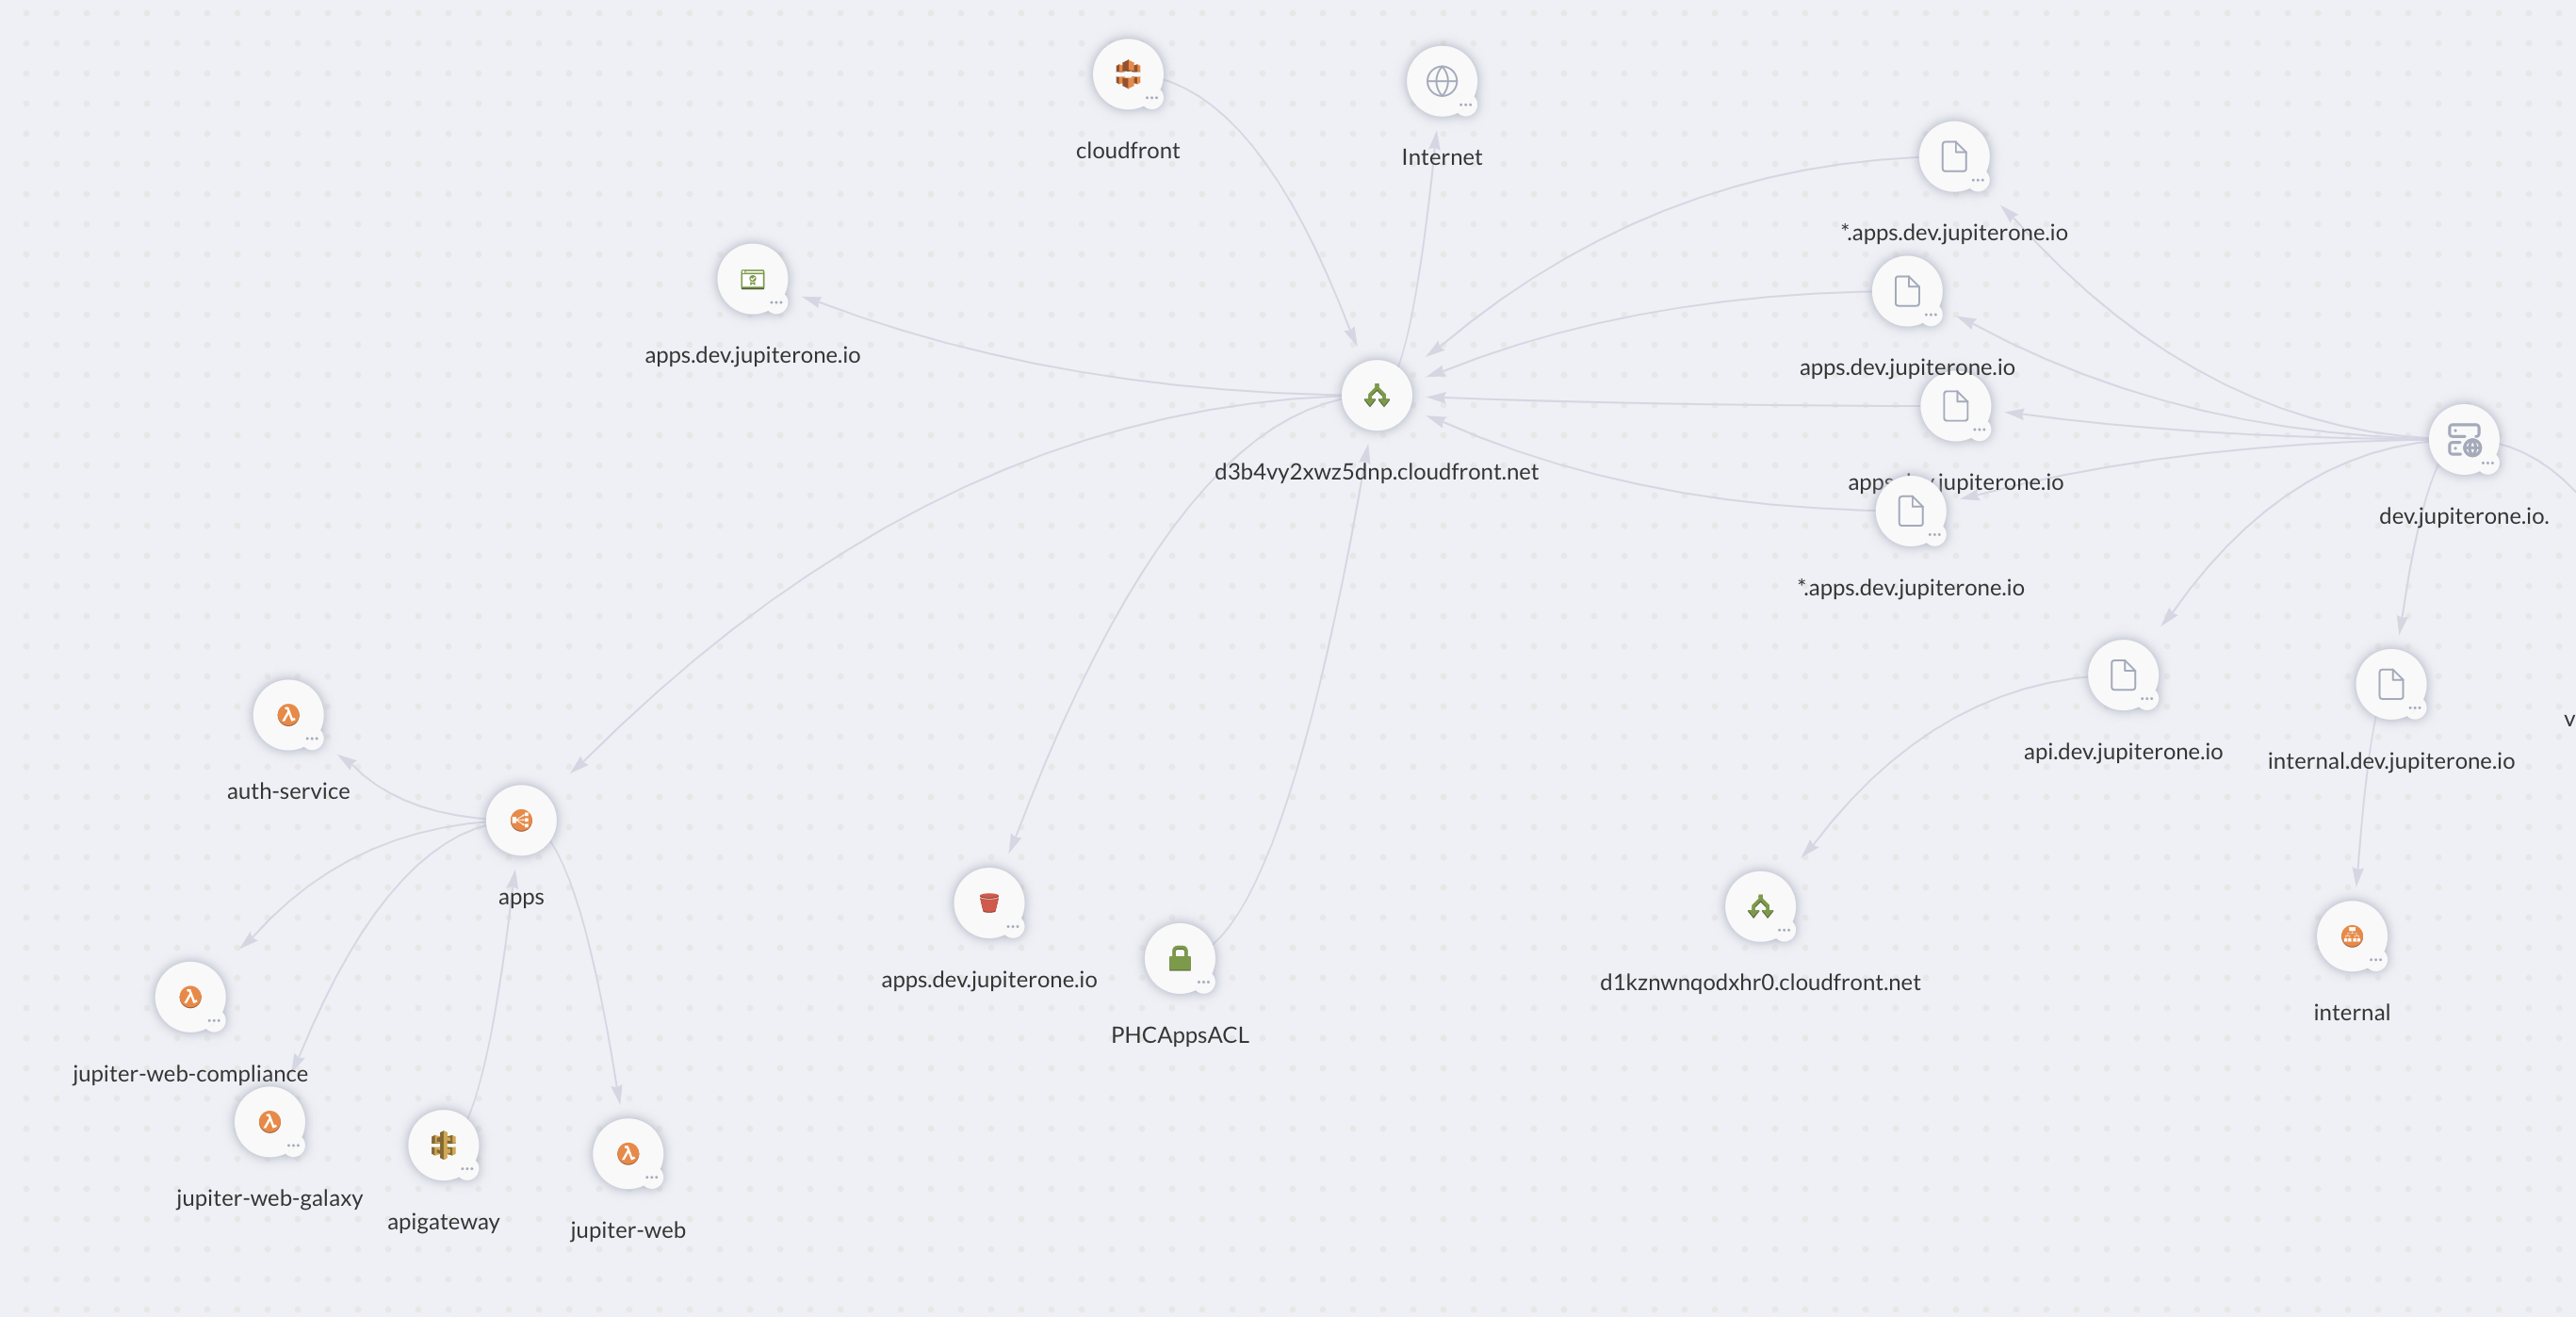 cloudfront
Internet
*.apps.dev.jupiterone.io
apps.dev.jupiterone.io
apps.dev.jupiterone.io
d3b4vy2xwz5dnp.cloudfront.net
jupiterone.io
dev.jupiterone.io.
*.apps.dev.jupiterone.io
api.dev.jupiterone.io
internal.dev.jupiterone.io
auth-service
apps
apps.dev.jupiterone.io
d1kznwnqodxhr0.cloudfront.net
internal
PHCAppsACL
jupiter-web-compliance
jupiter-web-galaxy
apigateway
jupiter-web